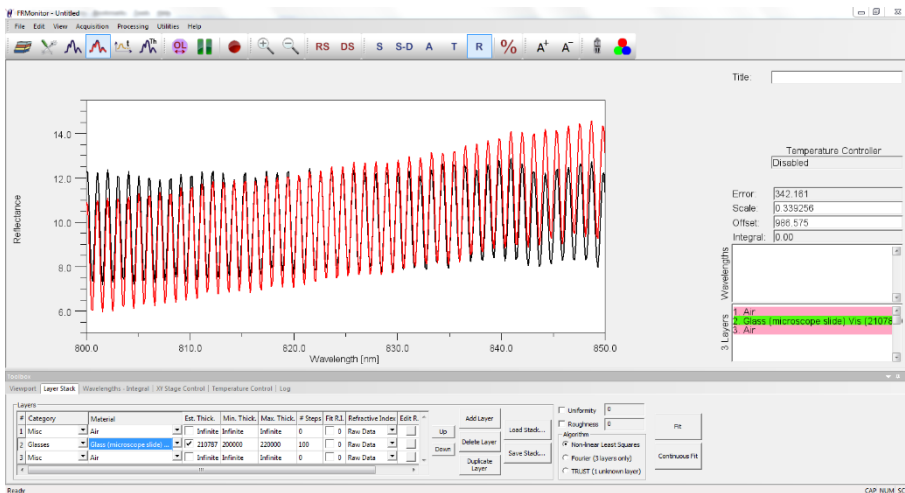 FRMonitor - Untitled
File Edit View Acquisition Processing Utilities Help
OL Th RS DS S S-D A T R % A+ A-
Title:
Temperature Controller
Disabled
Error: 342.161
Scale: 0.339256
Offset: 986.575
Integral: 0.00
Wavelengths
3 Layers
1 Air
2 Glass (microscope slide) Vis (21078
3 Air
Reflectance
14.0
12.0
10.0
8.0
6.0
800.0 810.0 820.0 830.0 840.0 850.0
Wavelength [nm]
Toolbox
Viewport Layer Stack Wavelengths - Integral XY Stage Control Temperature Control Log
Layers
# Category Material Est. Thick. Min. Thick. Max. Thick. # Steps Fit R.I. Refractive Index Edit R.
1 Misc Air Infinite Infinite Infinite 0 0 Raw Data
2 Glasses Glass (microscope slide) ... 210787 200000 220000 100 0 Raw Data
3 Misc Air Infinite Infinite Infinite 0 0 Raw Data
Up
Down
Add Layer
Delete Layer
Duplicate Layer
Load Stack...
Save Stack...
Uniformity 0
Roughness 0
Algorithm
Non-linear Least Squares
Fourier (3 layers only)
TRUST (1 unknown layer)
Fit
Continuous Fit
Ready
CAP NUM SC